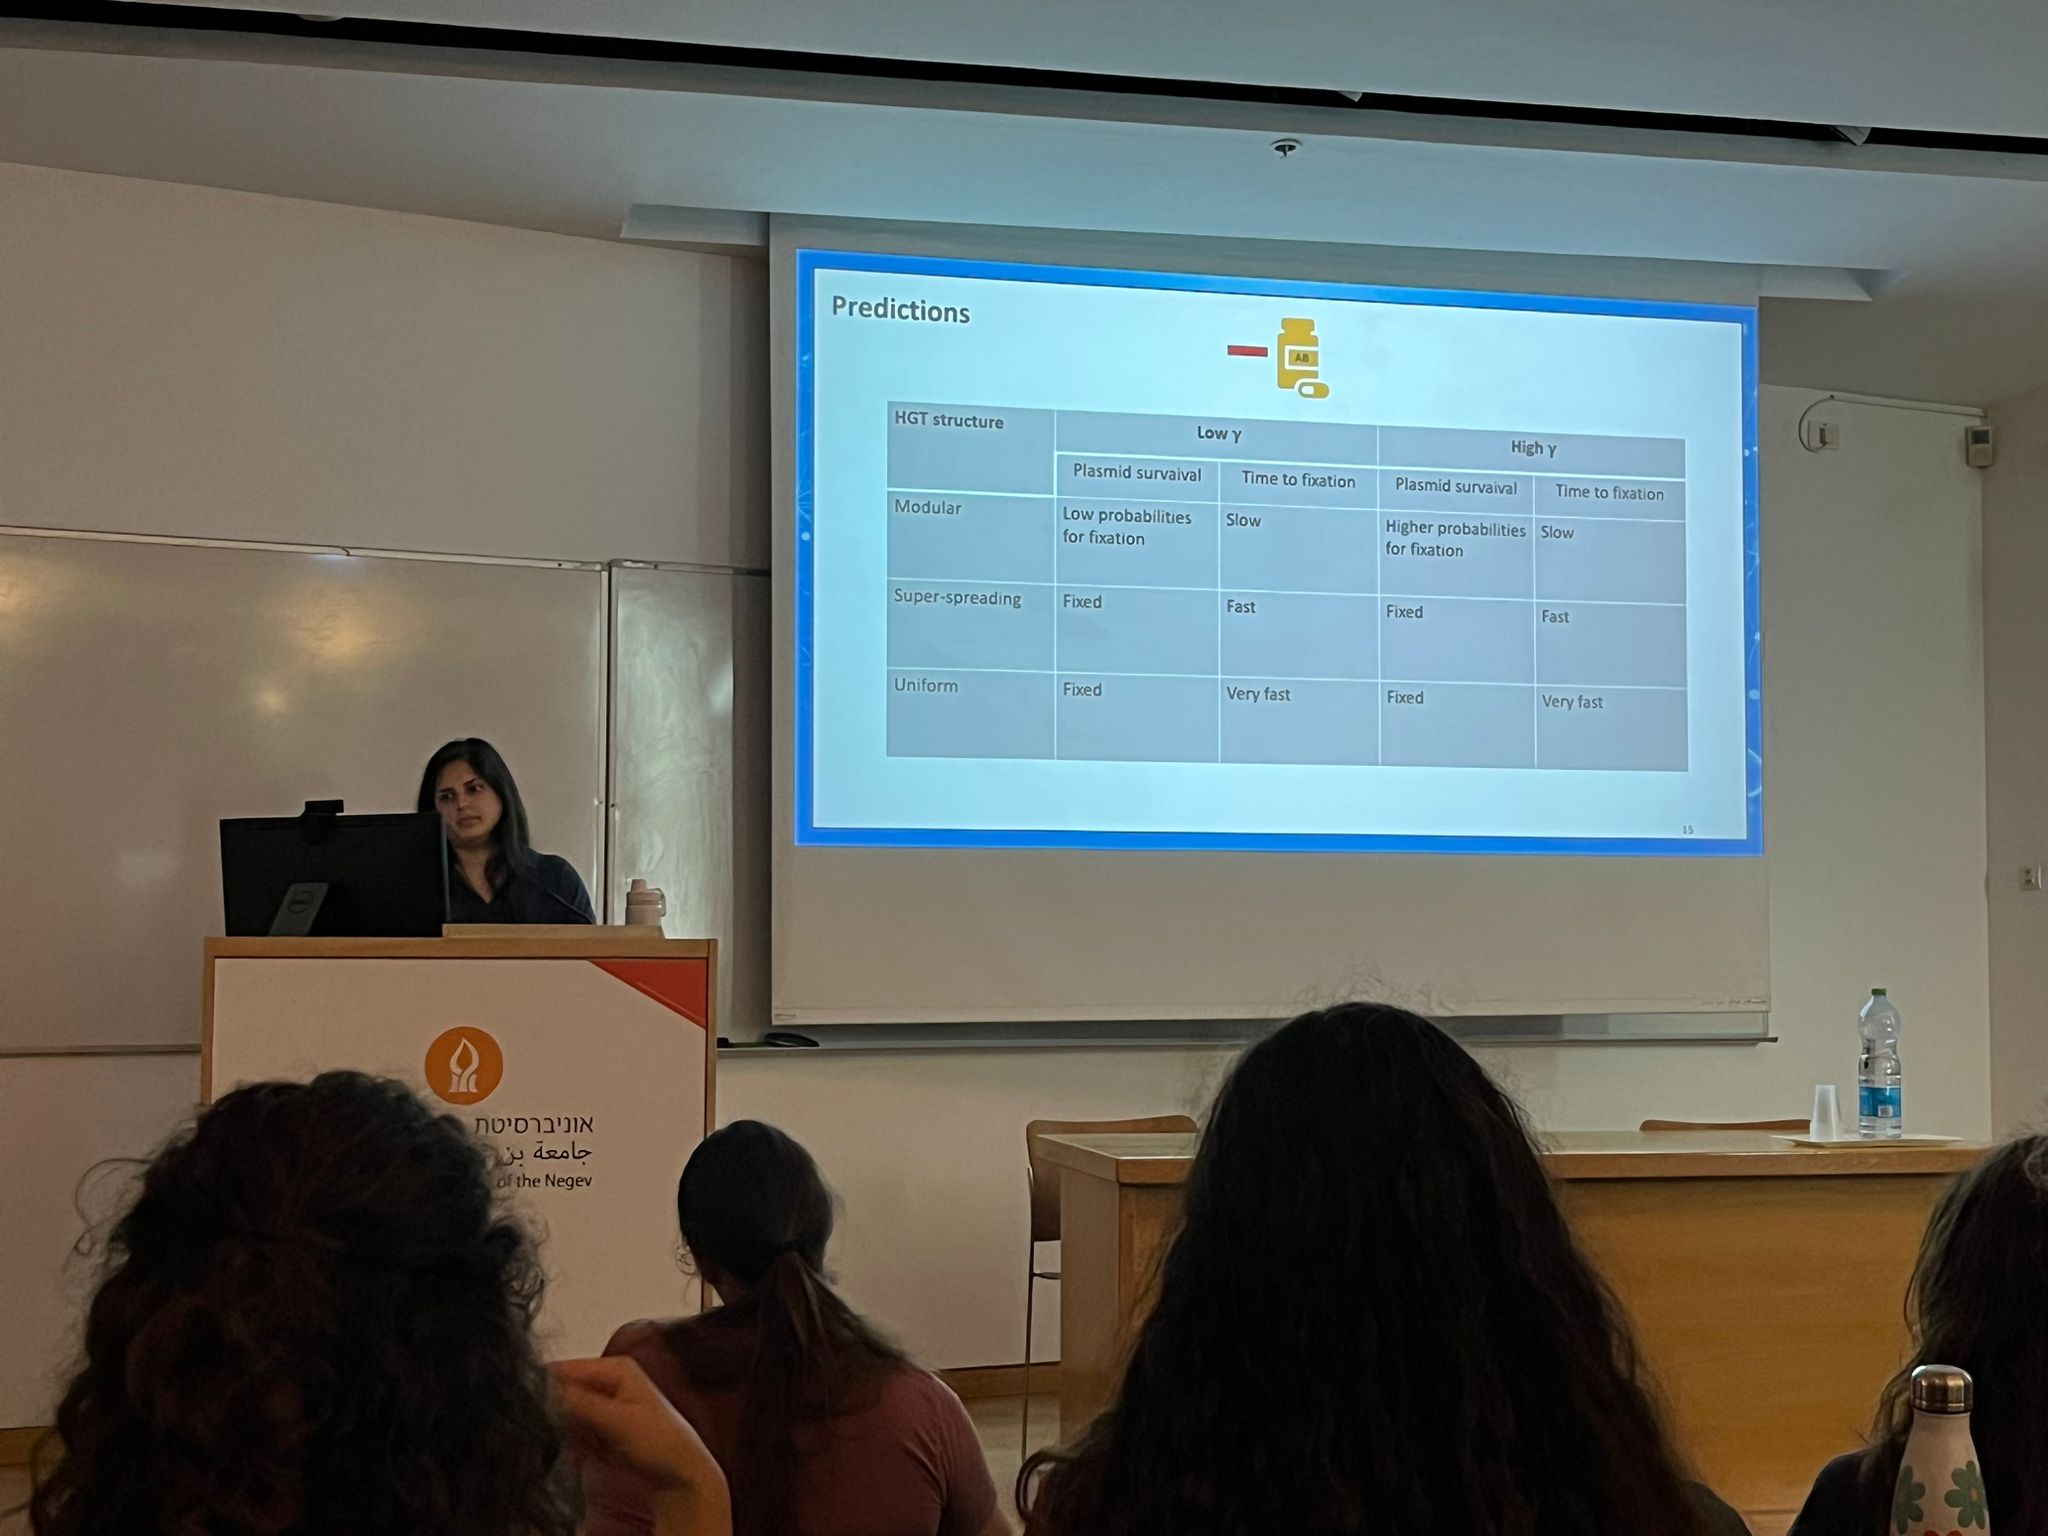 Predictions
AB
HGT structure
Low γ
High γ
Plasmid survaival
Time to fixation
Plasmid survaival
Time to fixation
Modular
Low probabilities
for fixation
Slow
Higher probabilities
for fixation
Slow
Super-spreading
Fixed
Fast
Fixed
Fast
Uniform
Fixed
Very fast
Fixed
Very fast
15
DELL
אוניברסיטת
جامعة بن
of the Negev